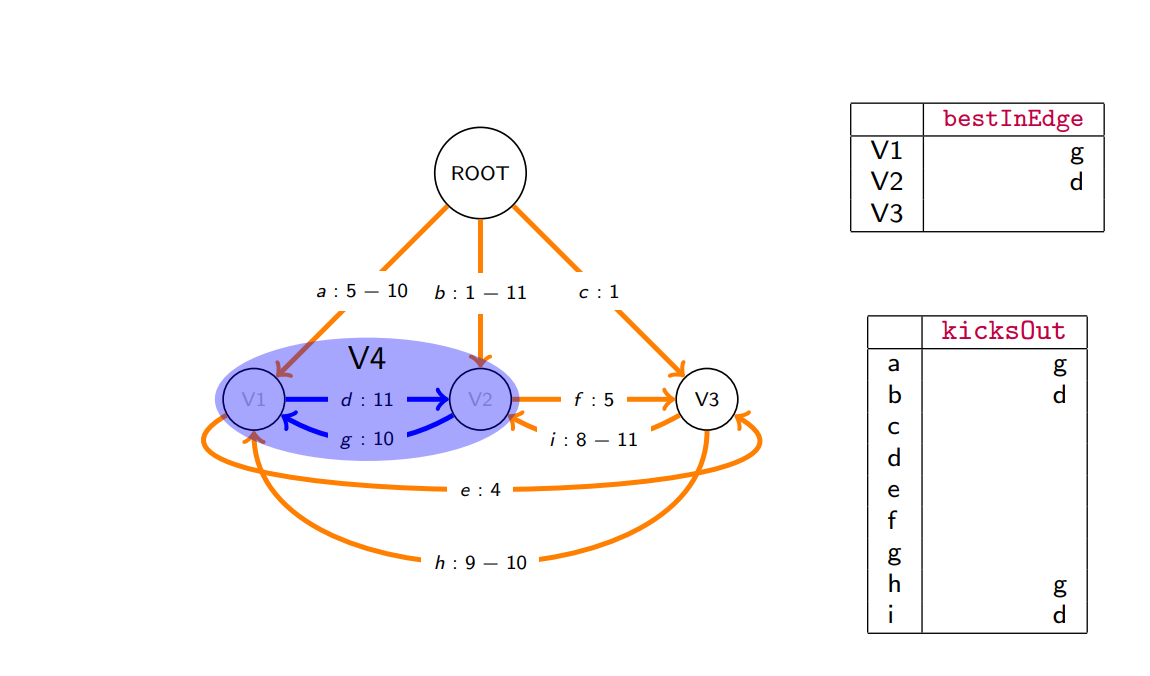 ROOT
a : 5 − 10
b : 1 − 11
c : 1
V4
V1
d : 11
V2
f : 5
V3
g : 10
i : 8 − 11
e : 4
h : 9 − 10
bestInEdge
V1 g
V2 d
V3
kicksOut
a g
b d
c
d
e
f
g
h g
i d